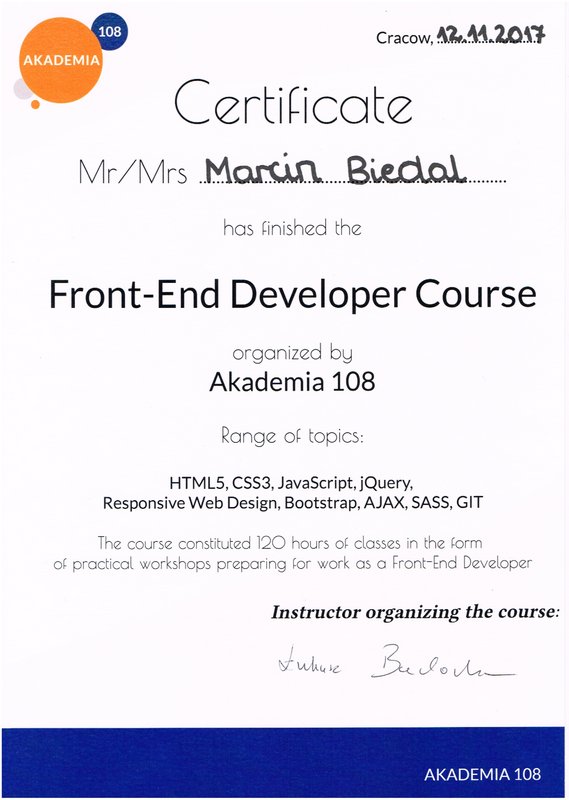 AKADEMIA
108
Cracow, 12.11.2017
Certificate
Mr/Mrs Marcin Biedal
has finished the
Front-End Developer Course
organized by
Akademia 108
Range of topics:
HTML5, CSS3, JavaScript, jQuery,
Responsive Web Design, Bootstrap, AJAX, SASS, GIT
The course constituted 120 hours of classes in the form
of practical workshops preparing for work as a Front-End Developer
Instructor organizing the course:
AKADEMIA 108